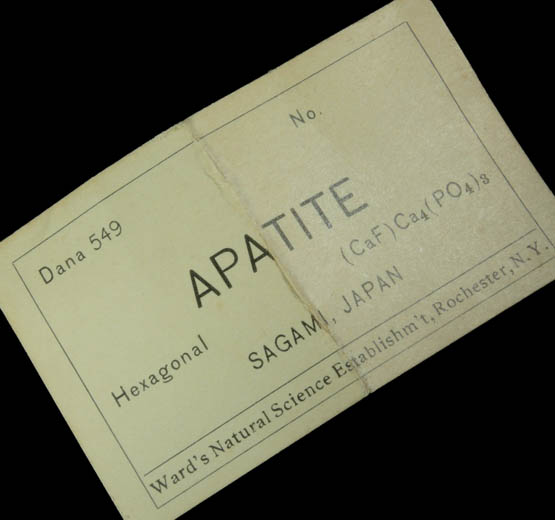 Dana 549
No.
APATITE
Hexagonal
(CaF)Ca₄(PO₄)₃
SAGAMI, JAPAN
Ward's Natural Science Establishm't, Rochester, N.Y.